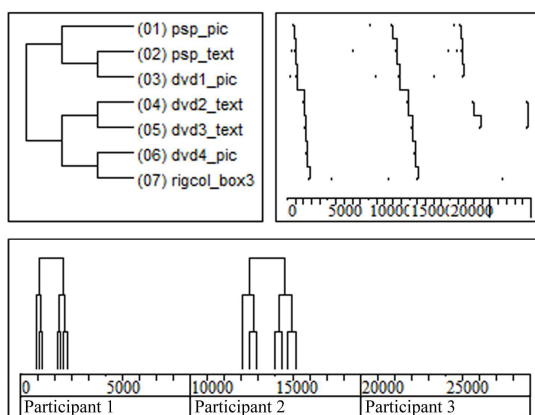 (01) psp_pic
(02) psp_text
(03) dvd1_pic
(04) dvd2_text
(05) dvd3_text
(06) dvd4_pic
(07) rigcol_box3
0 5000 10000 15000 20000
0 5000 10000 15000 20000 25000
Participant 1 Participant 2 Participant 3